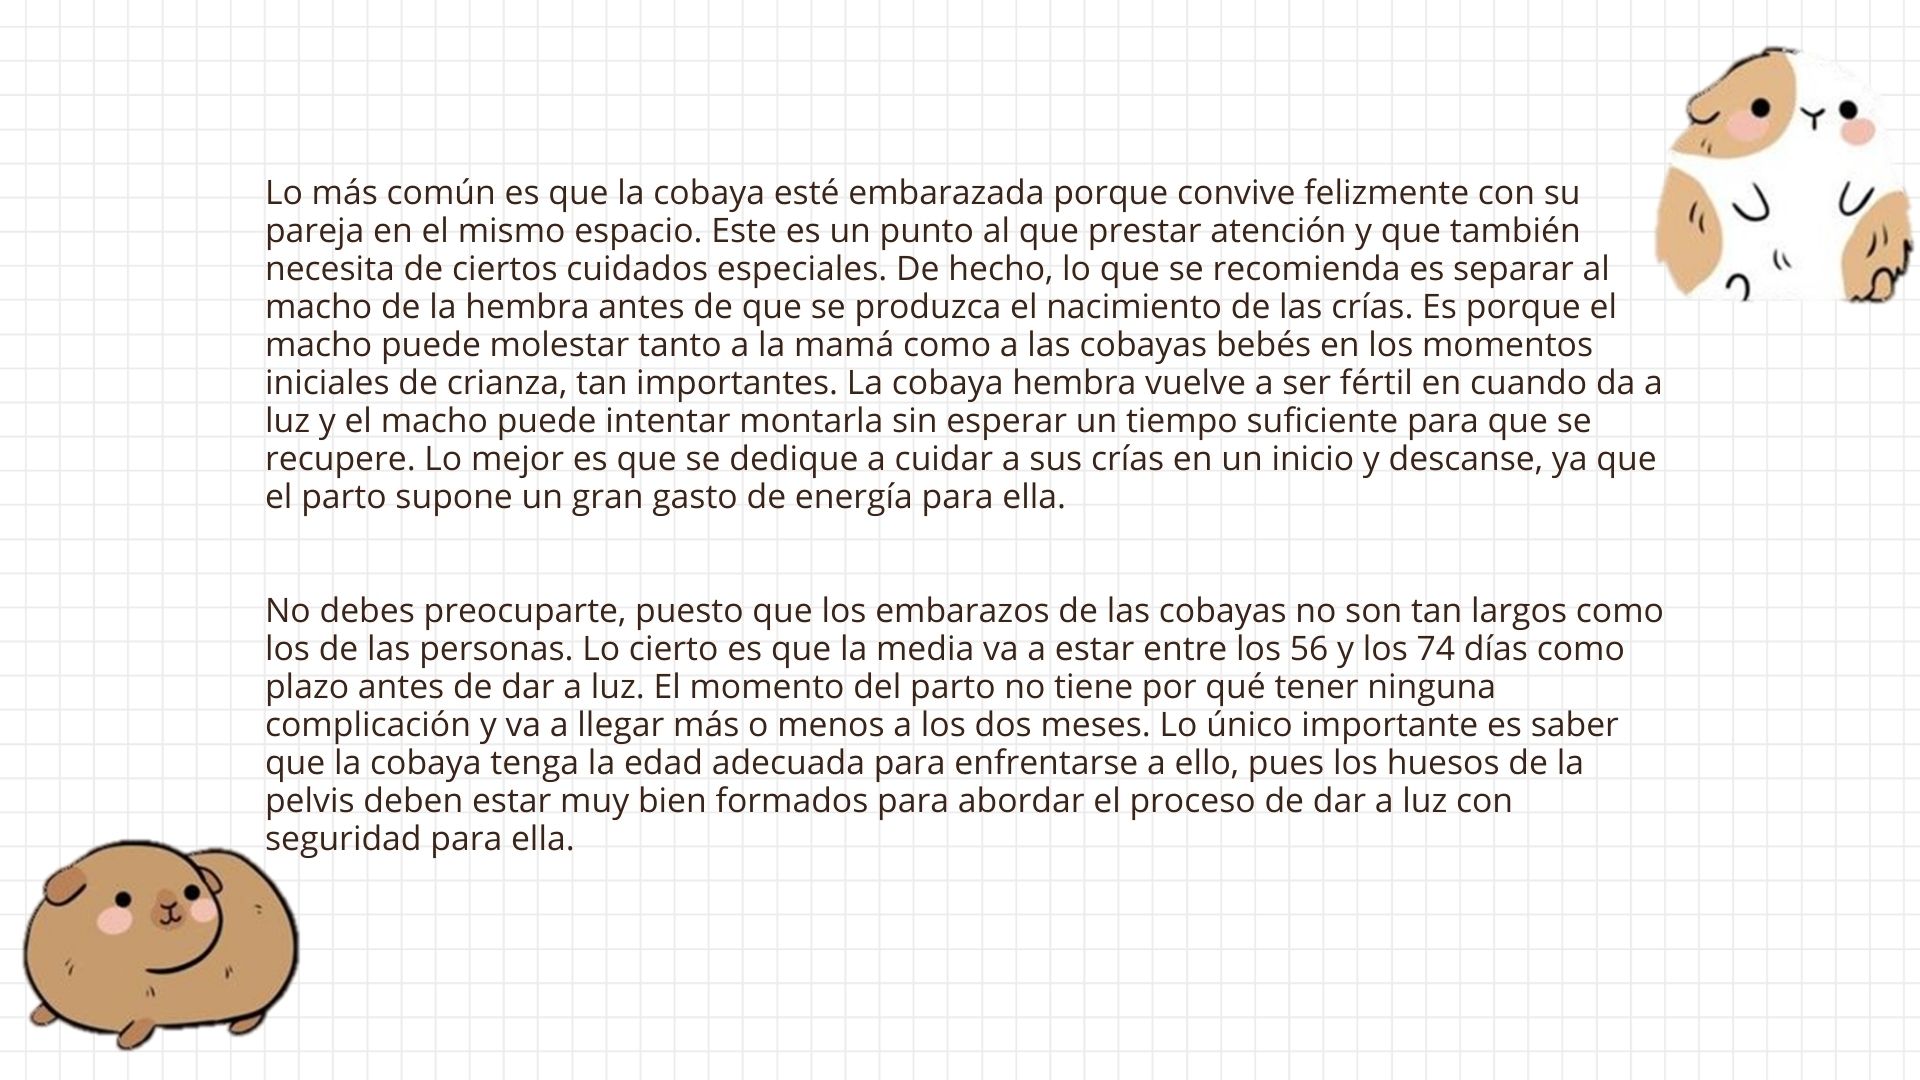 Lo más común es que la cobaya esté embarazada porque convive felizmente con su
pareja en el mismo espacio. Este es un punto al que prestar atención y que también
necesita de ciertos cuidados especiales. De hecho, lo que se recomienda es separar al
macho de la hembra antes de que se produzca el nacimiento de las crías. Es porque el
macho puede molestar tanto a la mamá como a las cobayas bebés en los momentos
iniciales de crianza, tan importantes. La cobaya hembra vuelve a ser fértil en cuando da a
luz y el macho puede intentar montarla sin esperar un tiempo suficiente para que se
recupere. Lo mejor es que se dedique a cuidar a sus crías en un inicio y descanse, ya que
el parto supone un gran gasto de energía para ella.
No debes preocuparte, puesto que los embarazos de las cobayas no son tan largos como
los de las personas. Lo cierto es que la media va a estar entre los 56 y los 74 días como
plazo antes de dar a luz. El momento del parto no tiene por qué tener ninguna
complicación y va a llegar más o menos a los dos meses. Lo único importante es saber
que la cobaya tenga la edad adecuada para enfrentarse a ello, pues los huesos de la
pelvis deben estar muy bien formados para abordar el proceso de dar a luz con
seguridad para ella.